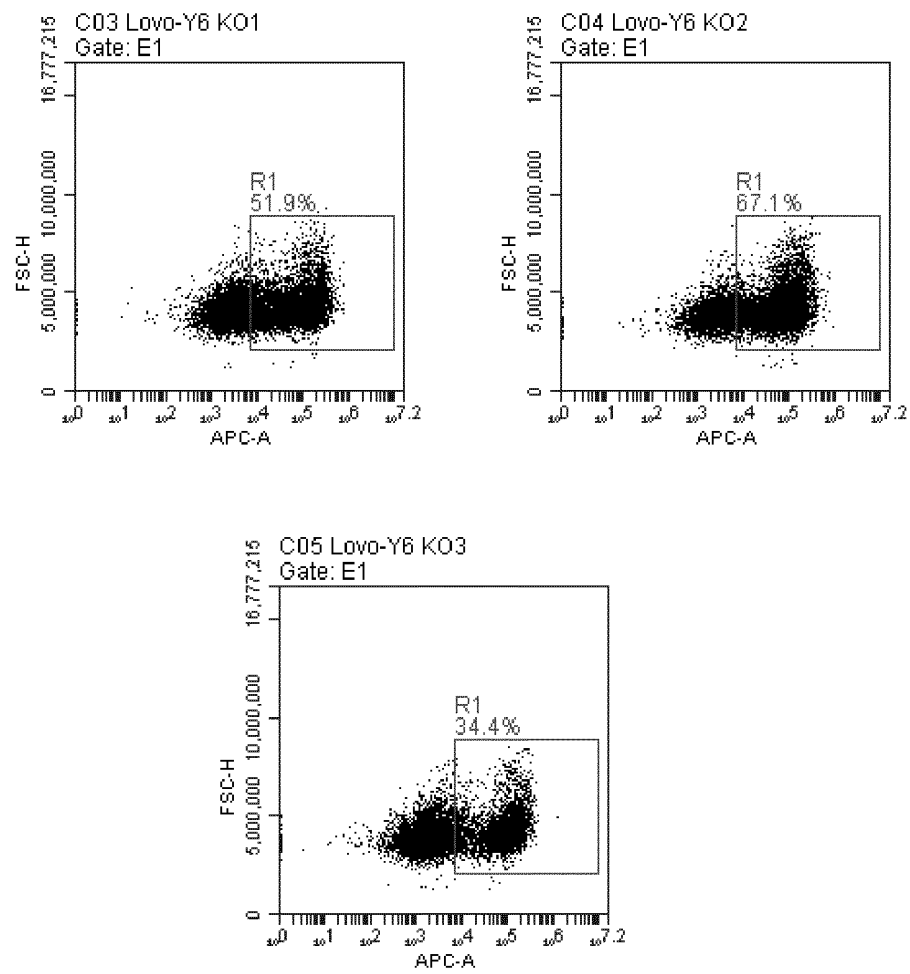 C03 Lovo-Y6 KO1
Gate: E1
16,777,215
10,000,000
5,000,000
0
FSC-H
R1
51.9%
10^0 10^1 10^2 10^3 10^4 10^5 10^6 10^7.2
APC-A
C04 Lovo-Y6 KO2
Gate: E1
16,777,215
10,000,000
5,000,000
0
FSC-H
R1
67.1%
10^0 10^1 10^2 10^3 10^4 10^5 10^6 10^7.2
APC-A
C05 Lovo-Y6 KO3
Gate: E1
16,777,215
10,000,000
5,000,000
0
FSC-H
R1
34.4%
10^0 10^1 10^2 10^3 10^4 10^5 10^6 10^7.2
APC-A